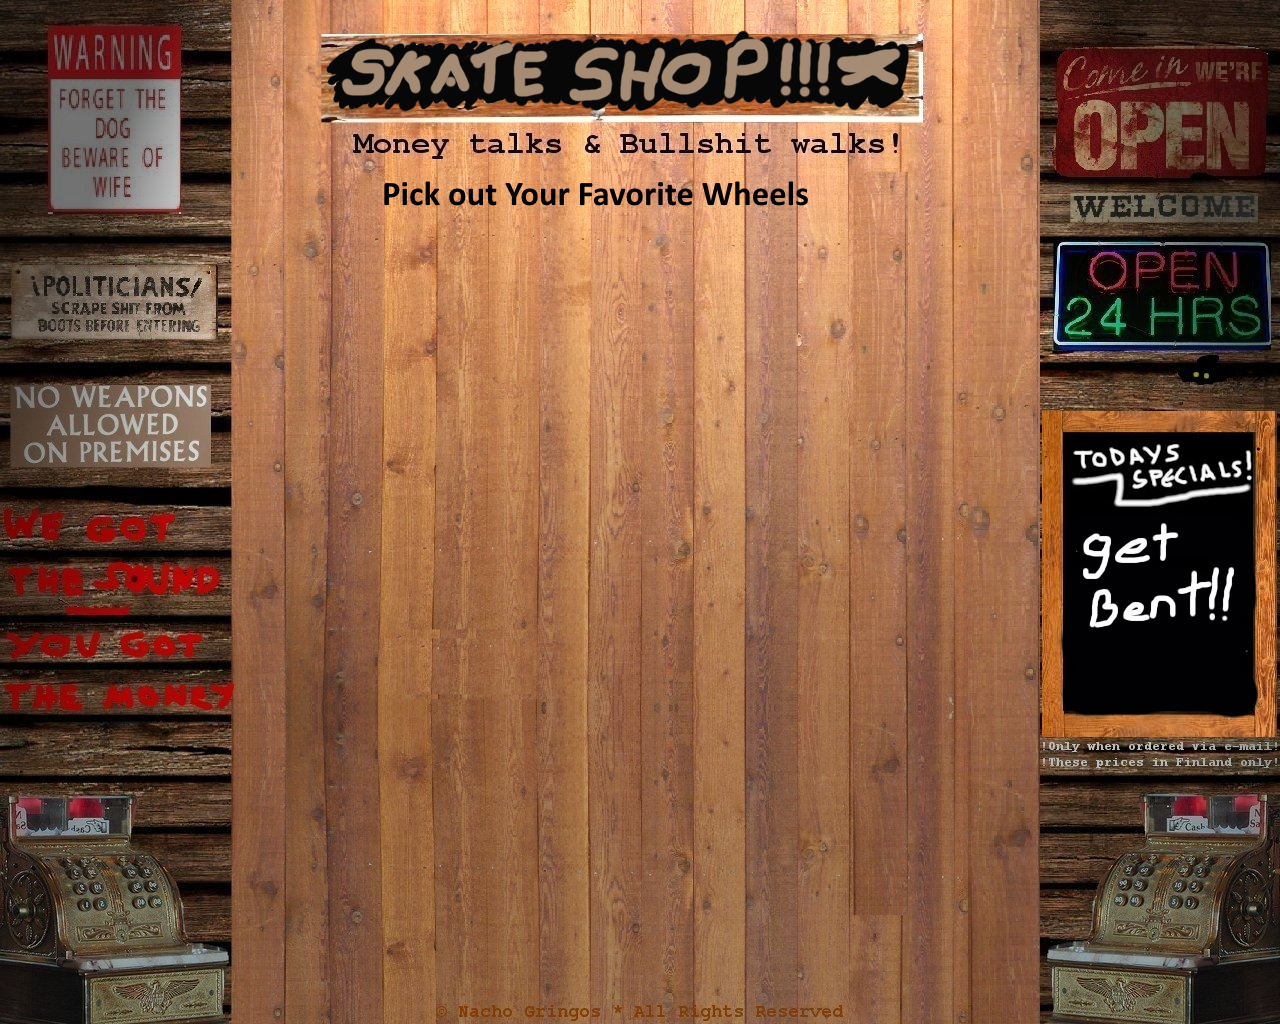 SKATE SHOP!!!
Money talks & Bullshit walks!
Pick out Your Favorite Wheels
WARNING
FORGET THE
DOG
BEWARE OF
WIFE
\POLITICIANS/
SCRAPE SHIT FROM
BOOTS BEFORE ENTERING
NO WEAPONS
ALLOWED
ON PREMISES
WE GOT
THE SOUND
YOU GOT
THE MONEY
Come in WE'RE
OPEN
WELCOME
OPEN
24 HRS
TODAYS
SPECIALS!
get
Bent!!
!Only when ordered via e-mail!
!These prices in Finland only!
Cash
© Nacho Gringos * All Rights Reserved